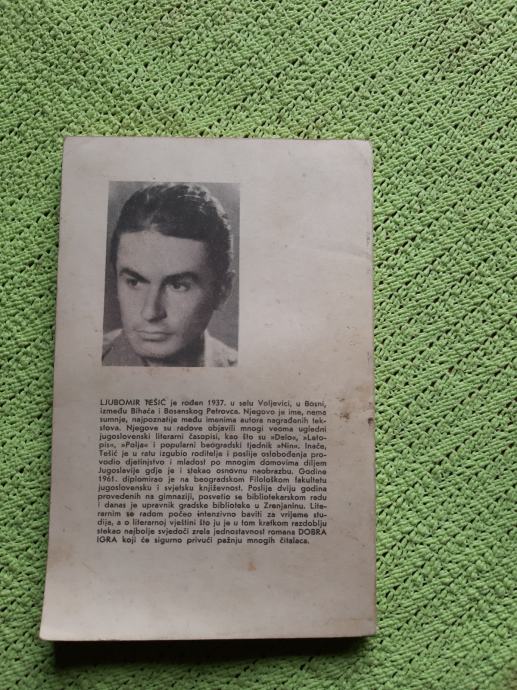 LJUBOMIR TEŠIĆ je rođen 1937. u selu Voljevici, u Bosni,
između Bihaća i Bosanskog Petrovca. Njegovo je ime, nema
sumnje, najpoznatije među imenima autora nagrađenih tek-
stova. Njegove su radove objavili mnogi veoma ugledni
jugoslovenski literarni časopisi, kao što su »Delo«, »Leto-
pis«, »Polja« i popularni beogradski tjednik »Nin«. Inače,
Tešić je u ratu izgubio roditelja i poslije oslobođenja pro-
vodio djetinjstvo i mladost po mnogim domovima diljem
Jugoslavije gdje je i stekao osnovnu naobrazbu. Godine
1961. diplomirao je na beogradskom Filološkom fakultetu
jugoslovensku i svjetsku književnost. Poslije dviju godina
provedenih na gimnaziji, posvetio se bibliotekarskom radu
i danas je upravnik gradske biblioteke u Zrenjaninu. Lite-
rarnim se radom počeo intenzivno baviti za vrijeme stu-
dija, a o literarnoj vještini što ju je u tom kratkom razdoblju
stekao najbolje svjedoči zrela jednostavnost romana DOBRA
IGRA koji će sigurno privući pažnju mnogih čitalaca.